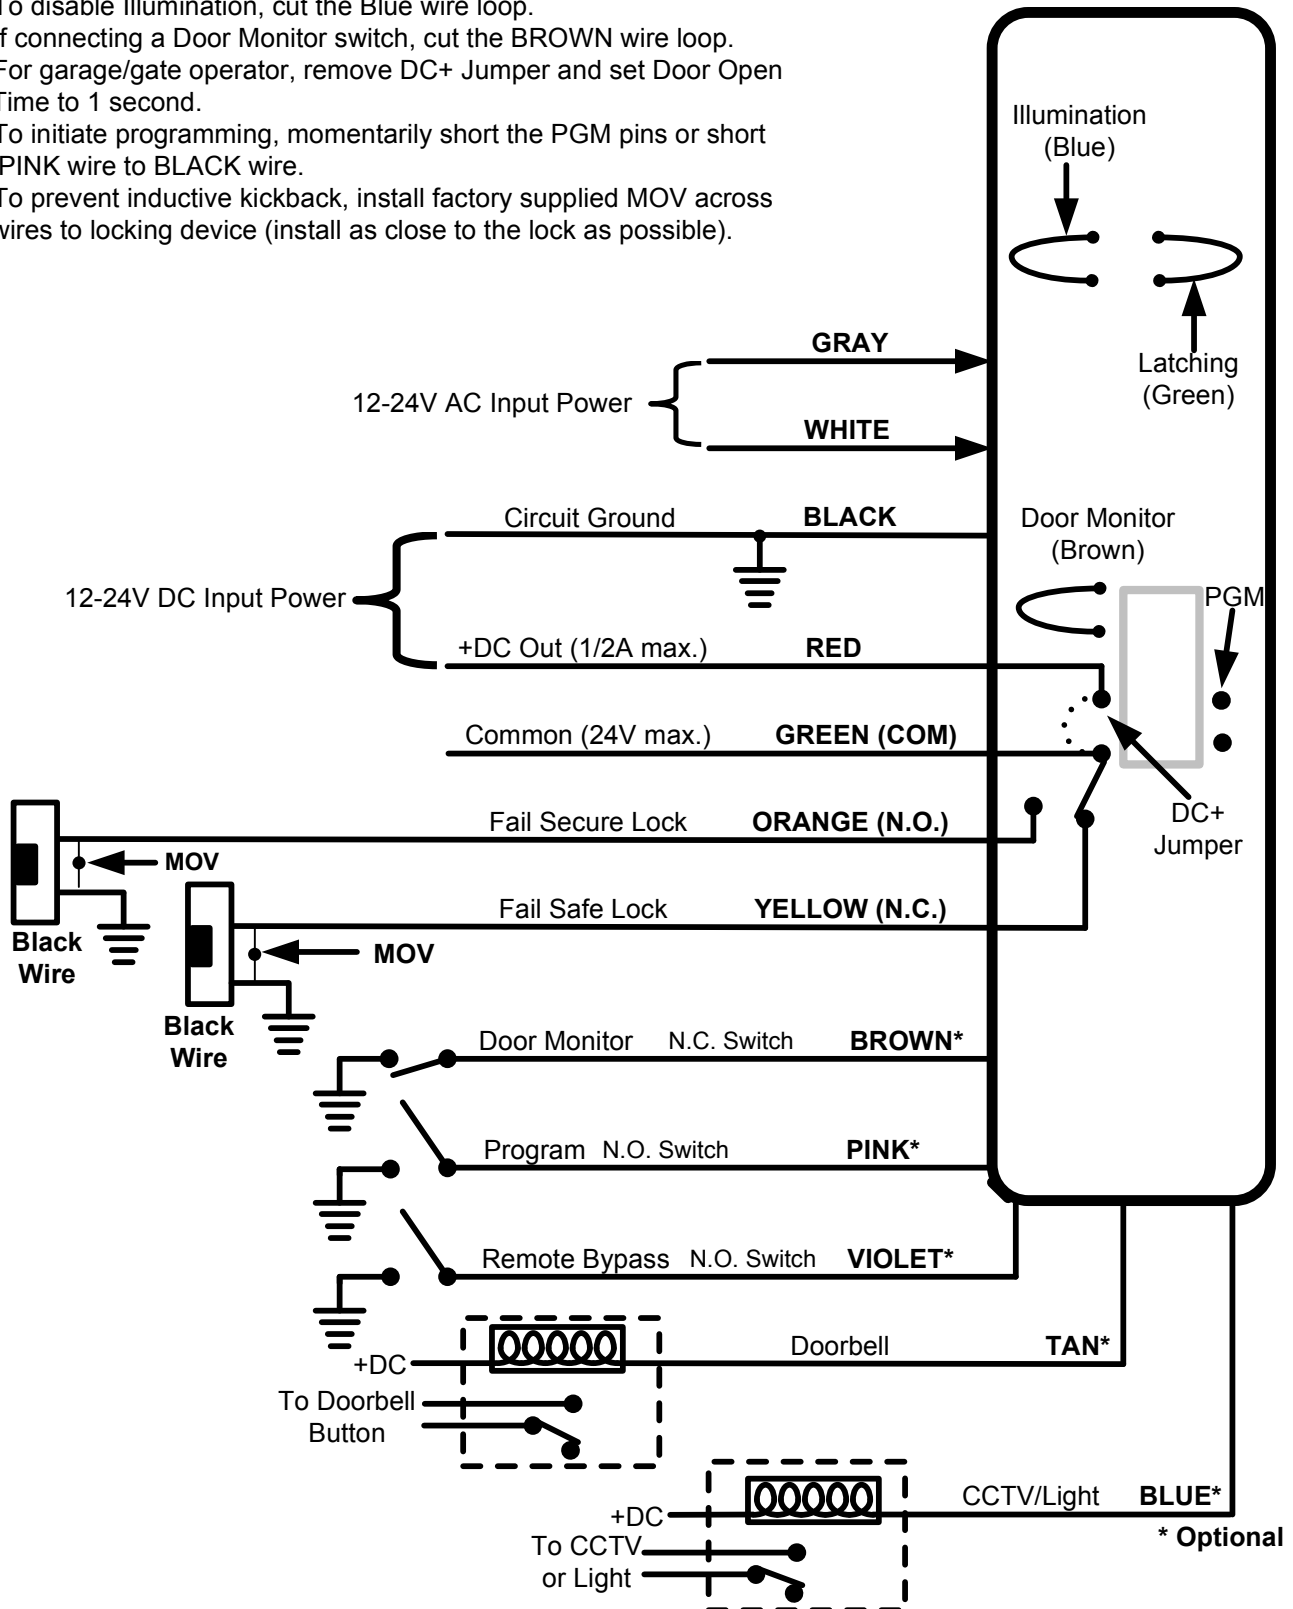 To disable Illumination, cut the Blue wire loop.
If connecting a Door Monitor switch, cut the BROWN wire loop.
For garage/gate operator, remove DC+ Jumper and set Door Open
Time to 1 second.
To initiate programming, momentarily short the PGM pins or short
PINK wire to BLACK wire.
To prevent inductive kickback, install factory supplied MOV across
wires to locking device (install as close to the lock as possible).
Illumination
(Blue)
Latching
(Green)
GRAY
12-24V AC Input Power
WHITE
Circuit Ground BLACK
Door Monitor
(Brown)
12-24V DC Input Power
PGM
+DC Out (1/2A max.) RED
Common (24V max.) GREEN (COM)
DC+
Jumper
Fail Secure Lock ORANGE (N.O.)
MOV
Black
Wire
Fail Safe Lock YELLOW (N.C.)
MOV
Black
Wire
Door Monitor N.C. Switch BROWN*
Program N.O. Switch PINK*
Remote Bypass N.O. Switch VIOLET*
+DC
Doorbell TAN*
To Doorbell
Button
+DC
CCTV/Light BLUE*
* Optional
To CCTV
or Light